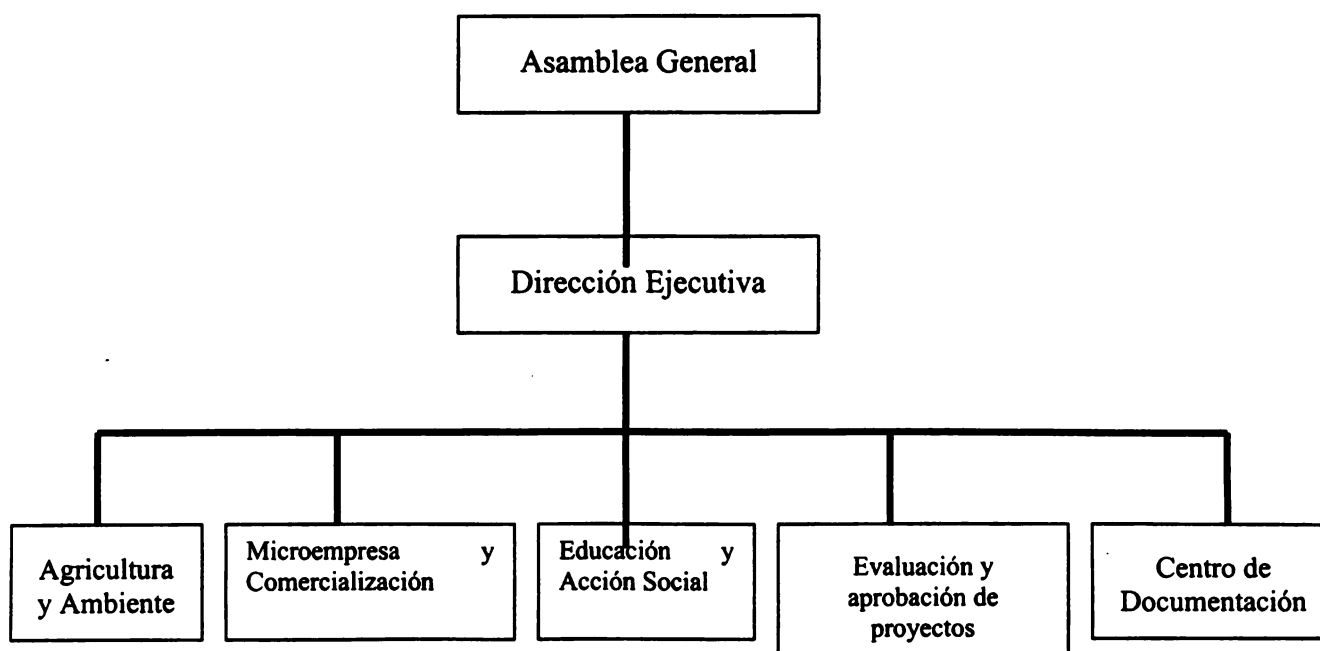 Asamblea General
Dirección Ejecutiva
Agricultura
y Ambiente
Microempresa y
Comercialización
Educación y
Acción Social
Evaluación y
aprobación de
proyectos
Centro de
Documentación